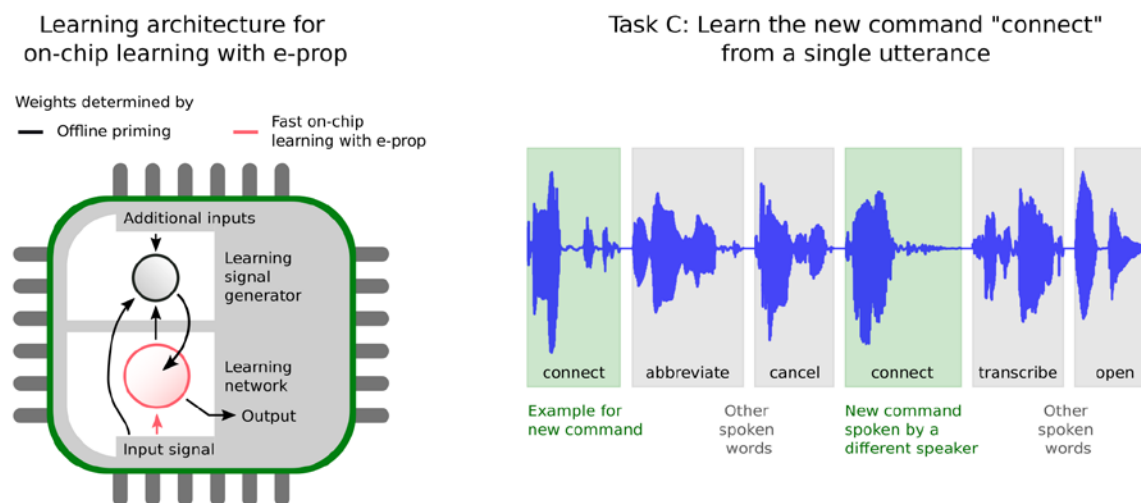 Learning architecture for
on-chip learning with e-prop
Weights determined by
Offline priming
Fast on-chip
learning with e-prop
Additional inputs
Learning
signal
generator
Learning
network
Output
Input signal
Task C: Learn the new command "connect"
from a single utterance
connect
abbreviate
cancel
connect
transcribe
open
Example for
new command
Other
spoken
words
New command
spoken by a
different speaker
Other
spoken
words